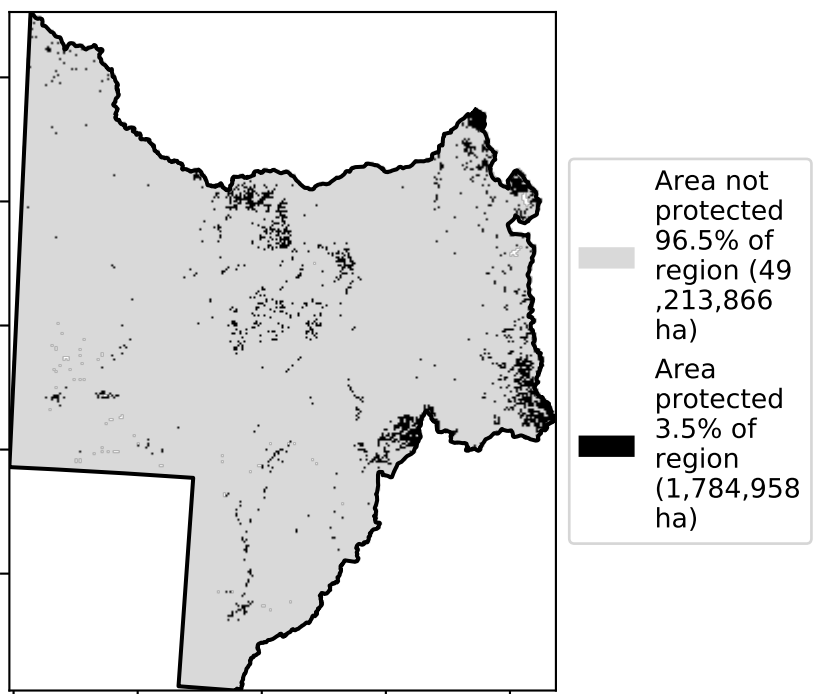 Area not
protected
96.5% of
region (49
,213,866
ha)
Area
protected
3.5% of
region
(1,784,958
ha)